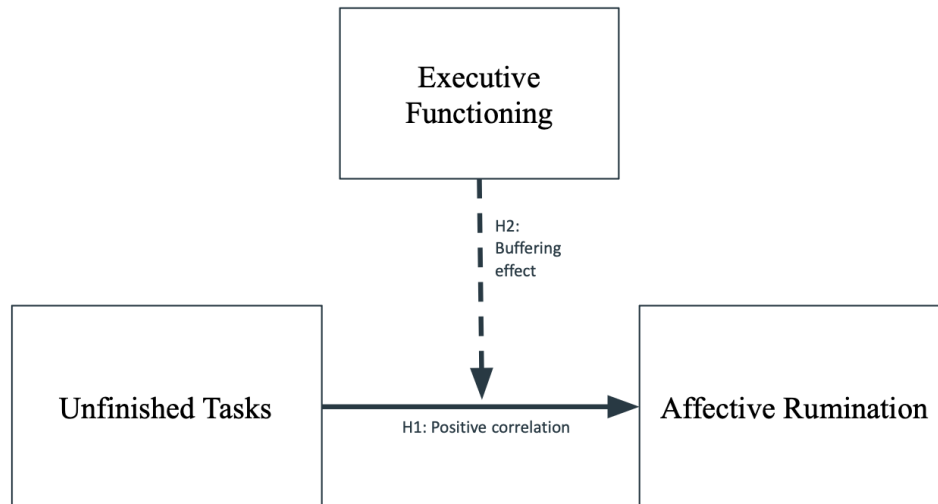 Executive
Functioning
H2:
Buffering
effect
Unfinished Tasks
Affective Rumination
H1: Positive correlation